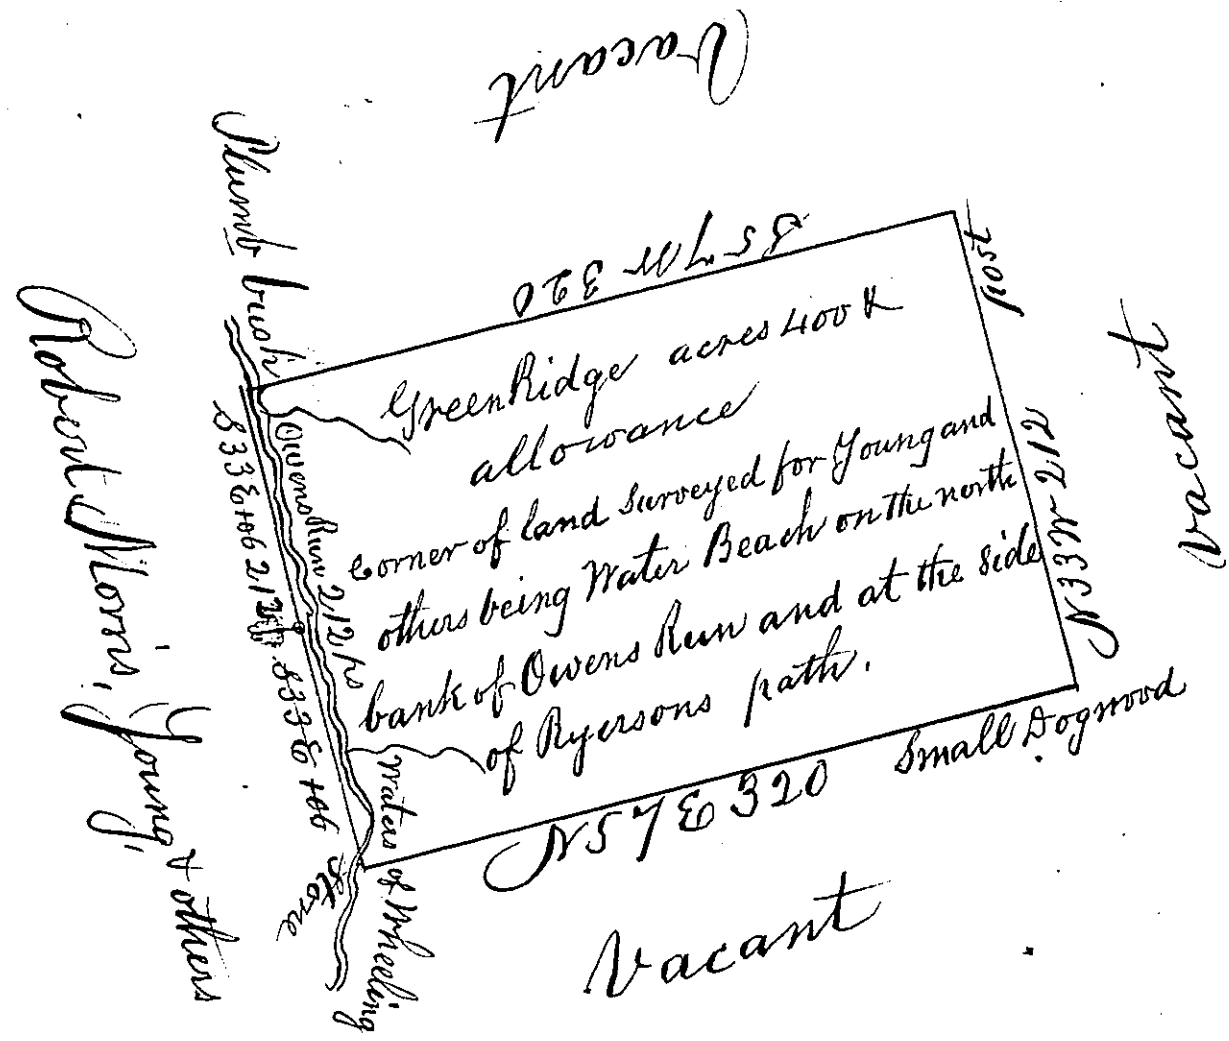 Vacant
Plumb bush
S 57 W 320
post
Robert Morris, Young & others
Green Ridge acres 400 &
allowance
corner of land surveyed for Young and
others being Water Beach on the north
bank of Owens Run and at the side
of Ryersons path.
Owens Run 212 ps
S 33 E 106 212
S 33 E 106
Stone
Waters of Wheeling
N 33 W 212
Vacant
Small Dogwood
N 57 E 320
Vacant